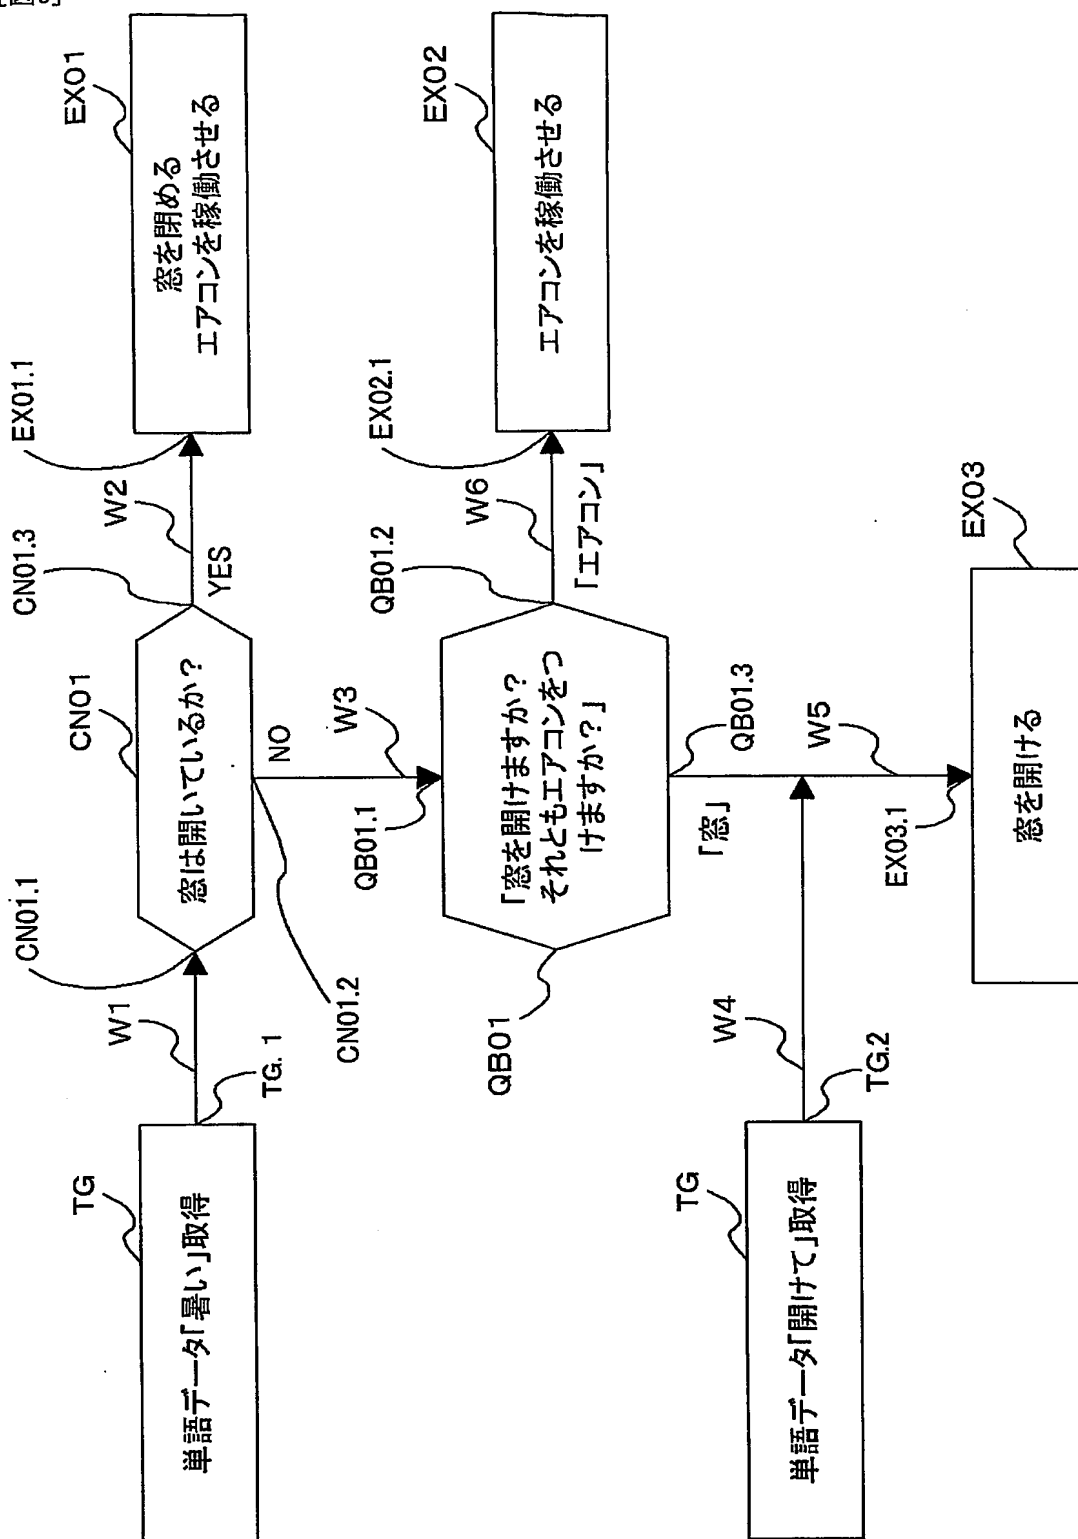 EX01
窓を閉める
エアコンを稼働させる
EX01.1
W2
CN01.3
YES
CN01
窓は開いているか?
NO
CN01.1
CN01.2
W1
TG.1
TG
単語データ「暑い」取得
EX02
エアコンを稼働させる
EX02.1
W6
「エアコン」
QB01.2
W3
QB01.1
「窓を開けますか?
それともエアコンをつ
けますか?」
QB01
QB01.3
「窓」
W5
EX03.1
EX03
窓を開ける
W4
TG.2
TG
単語データ「開けて」取得